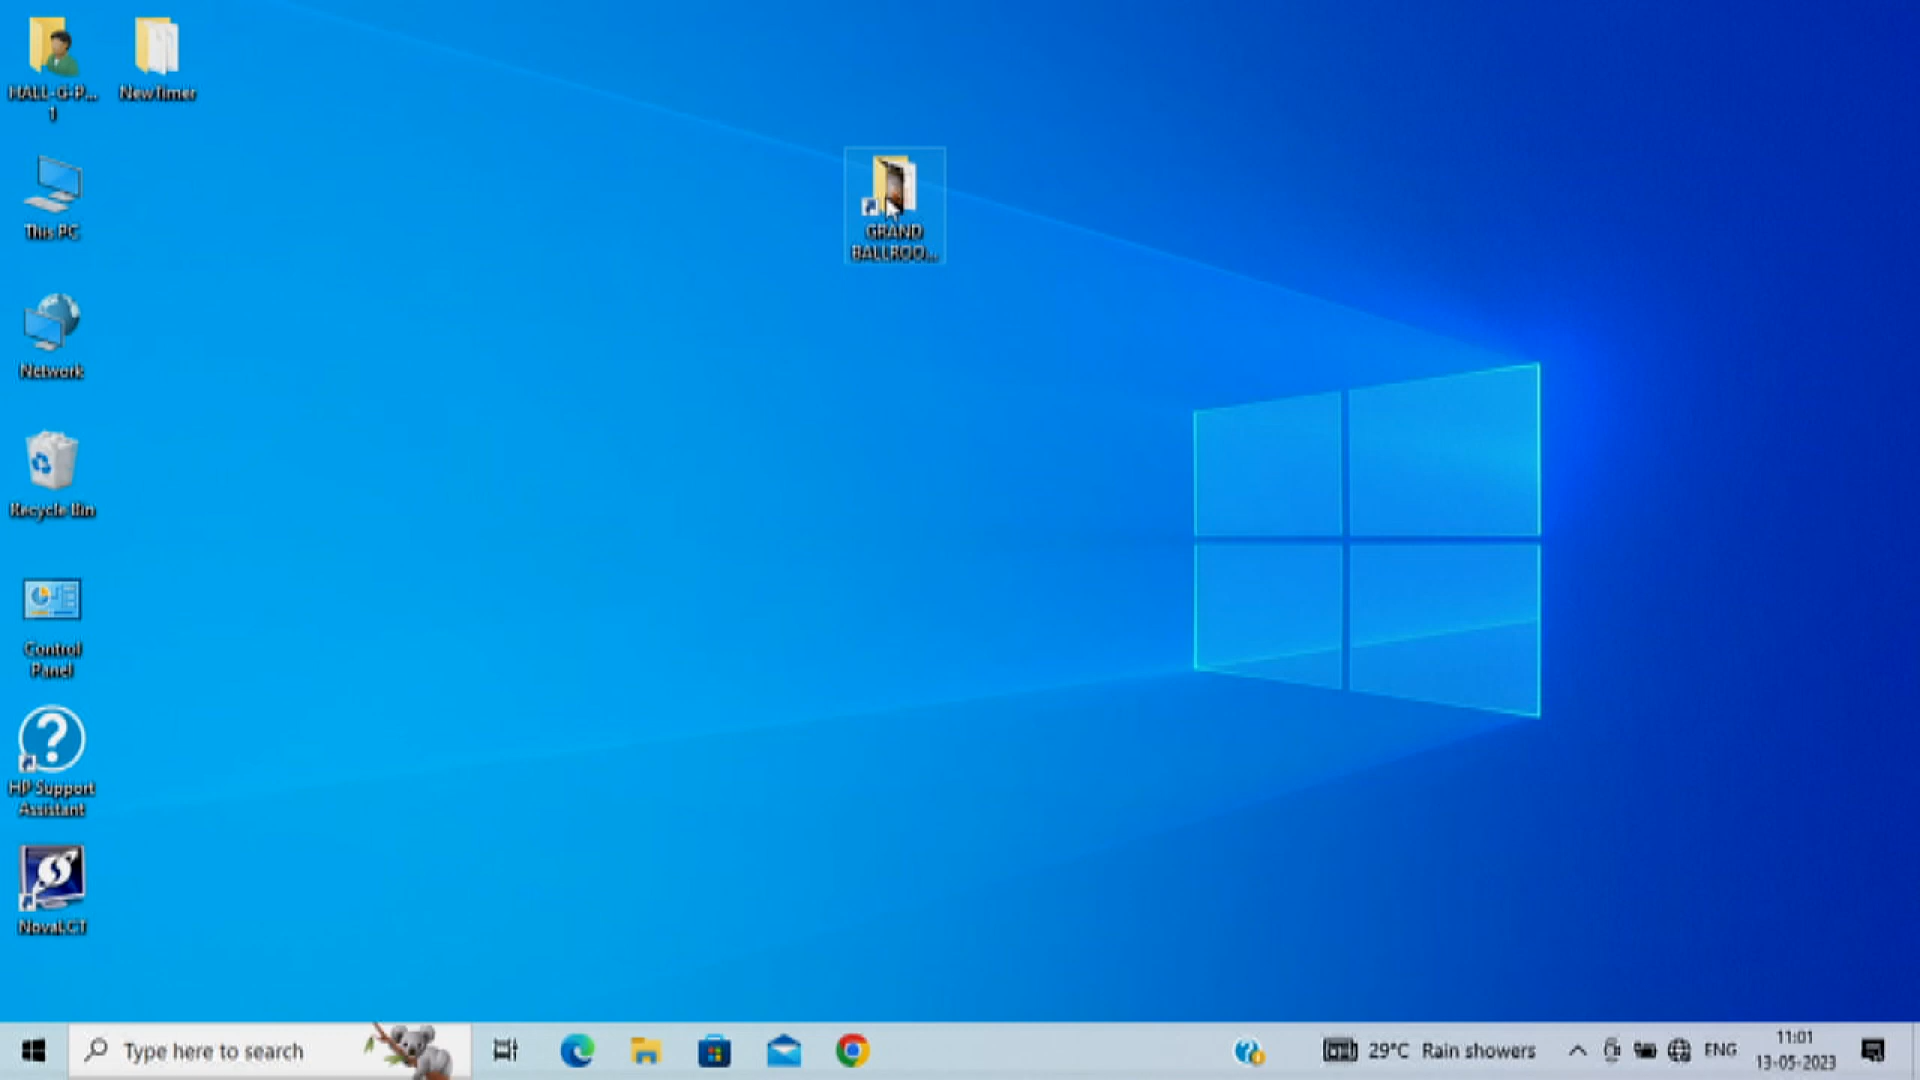 HALL-G-P...
1
NewTimer
This PC
Network
Recycle Bin
Control
Panel
HP Support
Assistant
NovaLCT
GRAND
BALLROO...
Type here to search
29°C Rain showers
ENG
11:01
13-05-2023